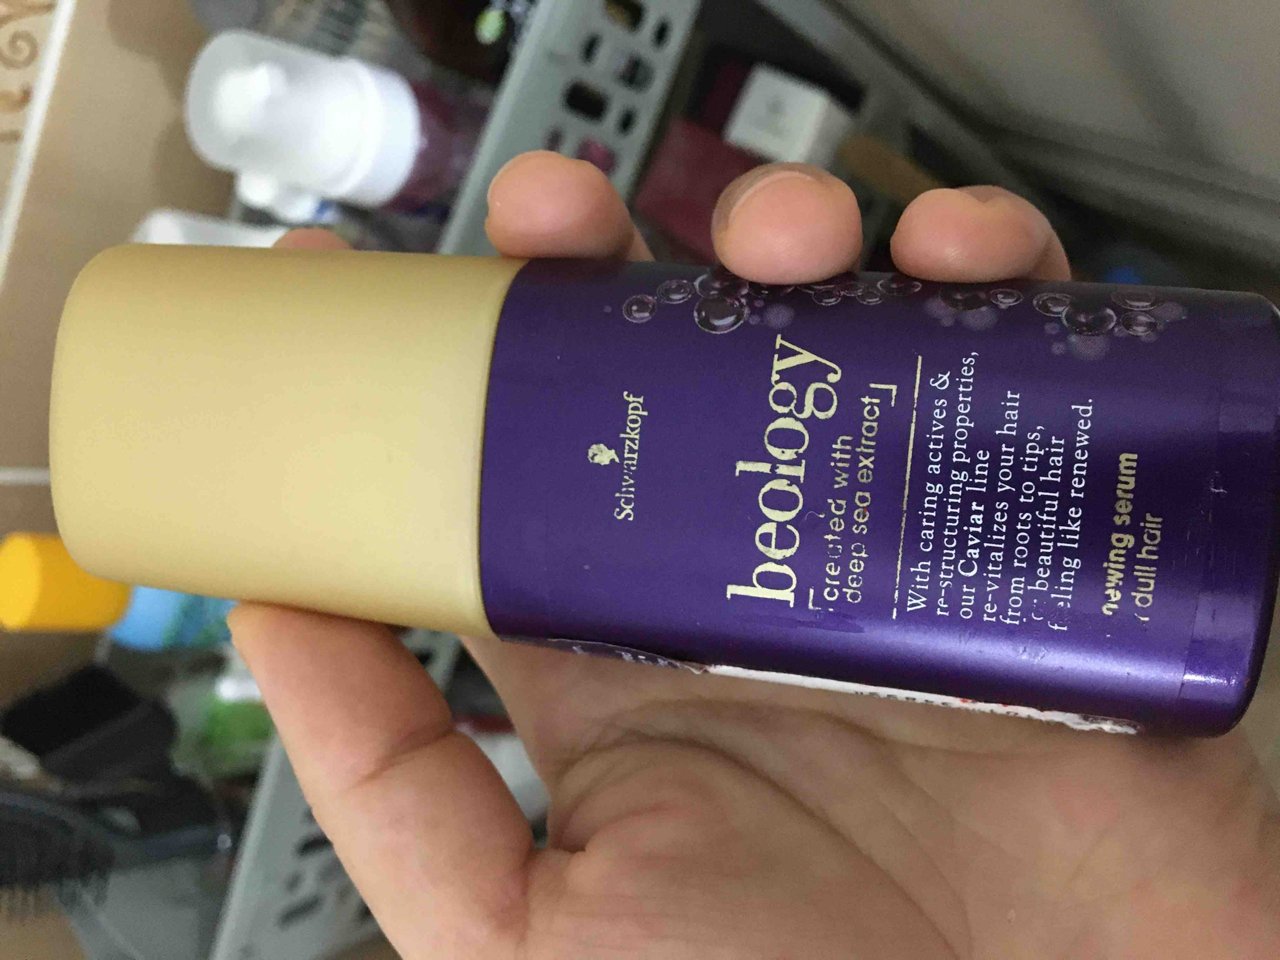 Schwarzkopf
beology
created with
deep sea extract
With caring actives &
re-structuring properties,
our Caviar line
re-vitalizes your hair
from roots to tips,
beautiful hair
feeling like renewed.
serum
dull hair